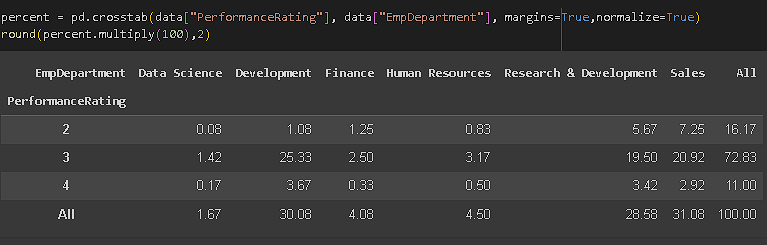 percent = pd.crosstab(data["PerformanceRating"], data["EmpDepartment"], margins=True,normalize=True)
round(percent.multiply(100),2)
EmpDepartment Data Science Development Finance Human Resources Research & Development Sales All
PerformanceRating
2 0.08 1.08 1.25 0.83 5.67 7.25 16.17
3 1.42 25.33 2.50 3.17 19.50 20.92 72.83
4 0.17 3.67 0.33 0.50 3.42 2.92 11.00
All 1.67 30.08 4.08 4.50 28.58 31.08 100.00